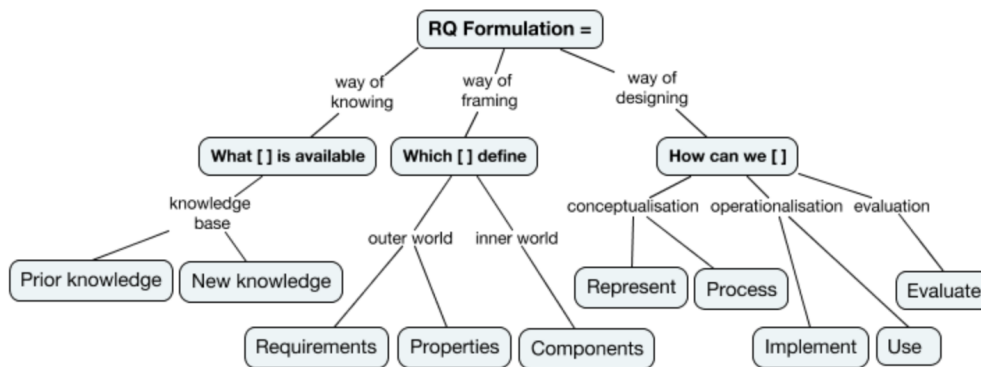 RQ Formulation =
way of
knowing
way of
framing
way of
designing
What [ ] is available
Which [ ] define
How can we [ ]
knowledge
base
conceptualisation
operationalisation
evaluation
outer world
inner world
Prior knowledge
New knowledge
Represent
Process
Evaluate
Requirements
Properties
Components
Implement
Use